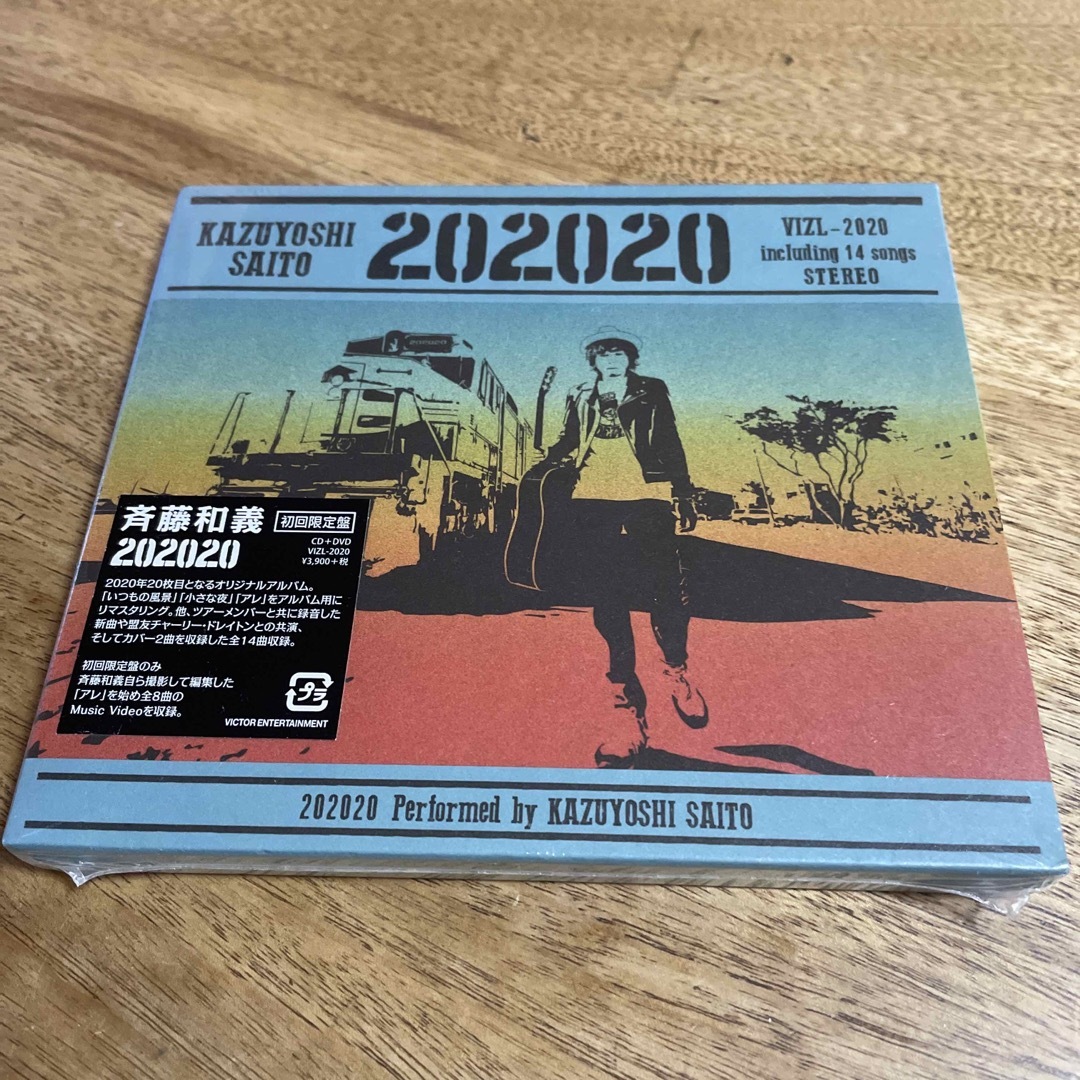 KAZUYOSHI
SAITO
202020
VIZL-2020
including 14 songs
STEREO
202020
斉藤和義
初回限定盤
202020
CD+DVD
VIZL-2020
¥3,900+税
2020年20枚目となるオリジナルアルバム。
「いつもの風景」「小さな夜」「アレ」をアルバム用に
リマスタリング。他、ツアーメンバーと共に録音した
新曲や盟友チャーリー・ドレイトンとの共演、
そしてカバー2曲を収録した全14曲収録。
初回限定盤のみ
斉藤和義自ら撮影して編集した
「アレ」を始め全8曲の
Music Videoを収録。
プラ
VICTOR ENTERTAINMENT
202020 Performed by KAZUYOSHI SAITO